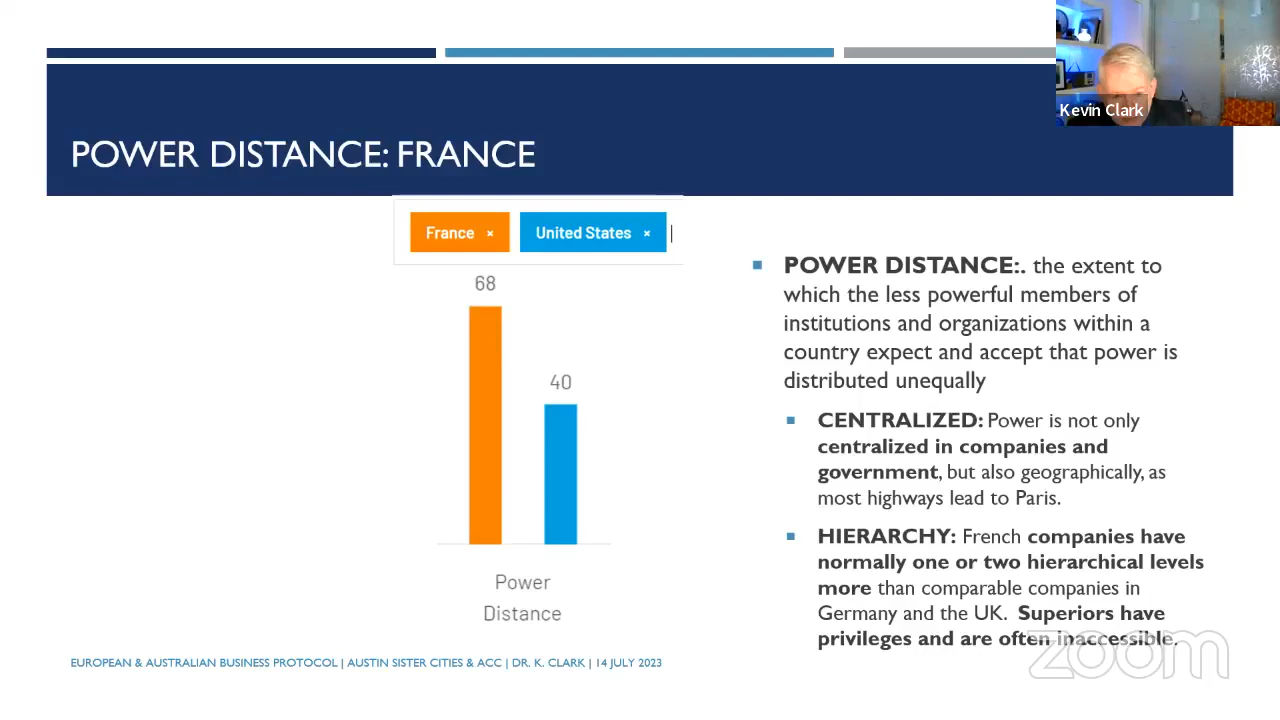 Kevin Clark
POWER DISTANCE: FRANCE
France ×
United States ×
68
40
Power
Distance
POWER DISTANCE:. the extent to
which the less powerful members of
institutions and organizations within a
country expect and accept that power is
distributed unequally
CENTRALIZED: Power is not only
centralized in companies and
government, but also geographically, as
most highways lead to Paris.
HIERARCHY: French companies have
normally one or two hierarchical levels
more than comparable companies in
Germany and the UK. Superiors have
privileges and are often inaccessible.
EUROPEAN & AUSTRALIAN BUSINESS PROTOCOL | AUSTIN SISTER CITIES & ACC | DR. K. CLARK | 14 JULY 2023
zoom